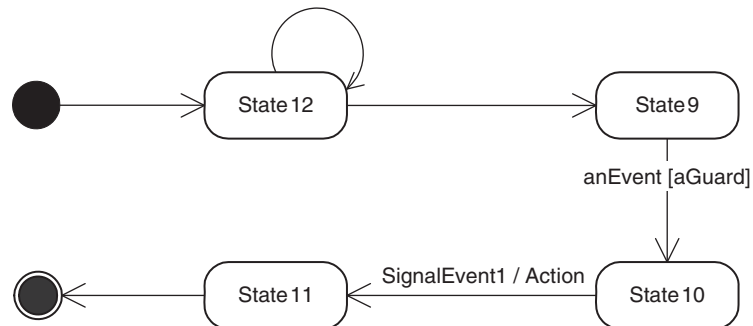 State 12
State 9
anEvent [aGuard]
SignalEvent1 / Action
State 11
State 10